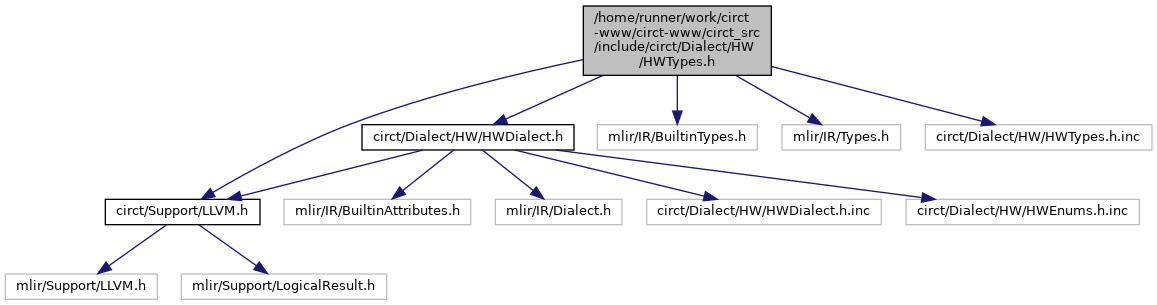 /home/runner/work/circt
-www/circt-www/circt_src
/include/circt/Dialect/HW
/HWTypes.h
circt/Dialect/HW/HWDialect.h
mlir/IR/BuiltinTypes.h
mlir/IR/Types.h
circt/Dialect/HW/HWTypes.h.inc
circt/Support/LLVM.h
mlir/IR/BuiltinAttributes.h
mlir/IR/Dialect.h
circt/Dialect/HW/HWDialect.h.inc
circt/Dialect/HW/HWEnums.h.inc
mlir/Support/LLVM.h
mlir/Support/LogicalResult.h